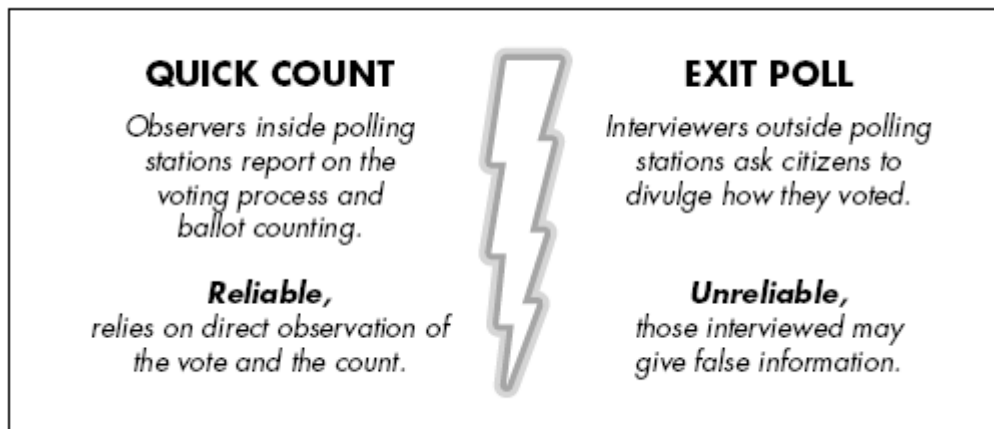 QUICK COUNT
Observers inside polling
stations report on the
voting process and
ballot counting.
Reliable,
relies on direct observation of
the vote and the count.
EXIT POLL
Interviewers outside polling
stations ask citizens to
divulge how they voted.
Unreliable,
those interviewed may
give false information.